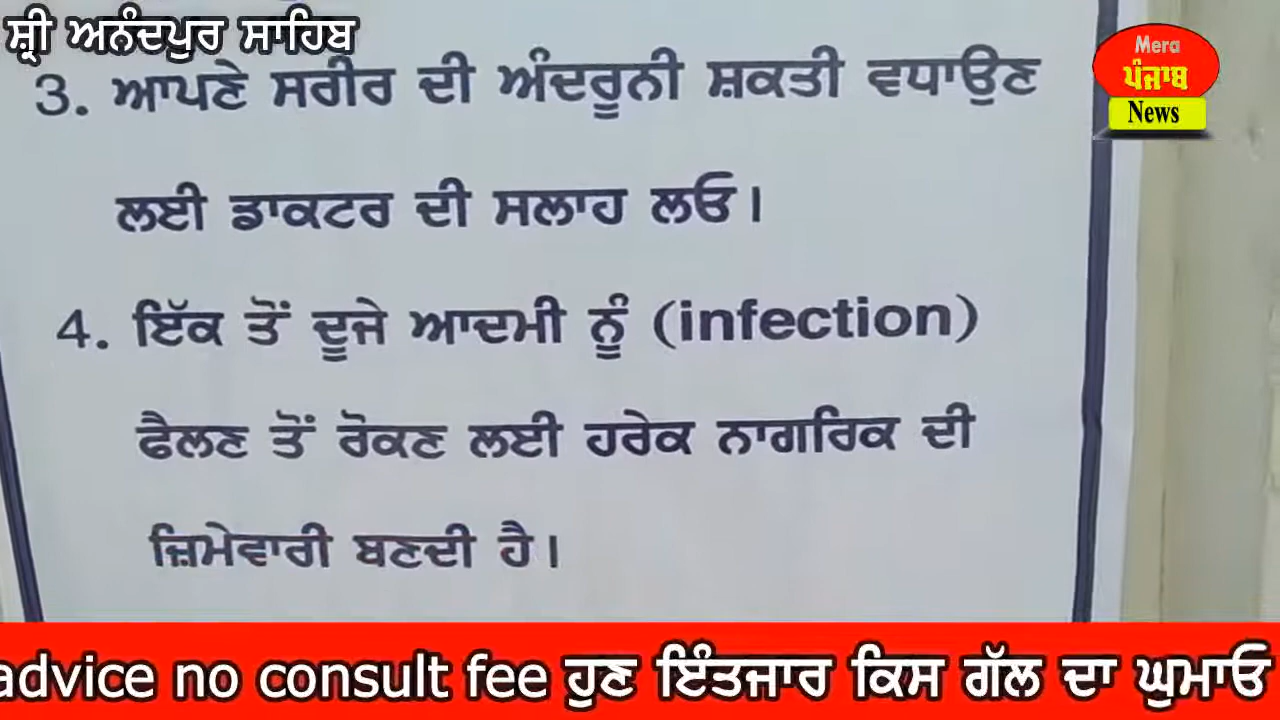 ਸ਼੍ਰੀ ਅਨੰਦਪੁਰ ਸਾਹਿਬ
Mera
ਪੰਜਾਬ
News
3. ਆਪਣੇ ਸਰੀਰ ਦੀ ਅੰਦਰੂਨੀ ਸ਼ਕਤੀ ਵਧਾਉਣ
ਲਈ ਡਾਕਟਰ ਦੀ ਸਲਾਹ ਲਓ।
4. ਇੱਕ ਤੋਂ ਦੂਜੇ ਆਦਮੀ ਨੂੰ (infection)
ਫੈਲਣ ਤੋਂ ਰੋਕਣ ਲਈ ਹਰੇਕ ਨਾਗਰਿਕ ਦੀ
ਜ਼ਿਮੇਵਾਰੀ ਬਣਦੀ ਹੈ।
advice no consult fee ਹੁਣ ਇੰਤਜਾਰ ਕਿਸ ਗੱਲ ਦਾ ਘੁਮਾਓ